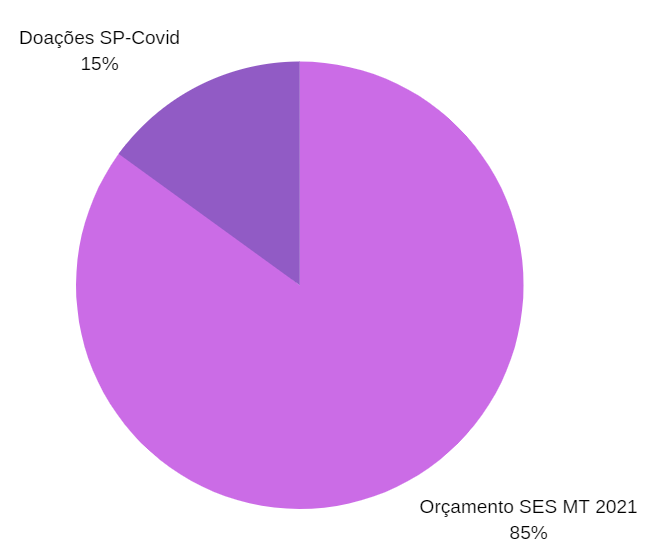 Doações SP-Covid
15%
Orçamento SES MT 2021
85%